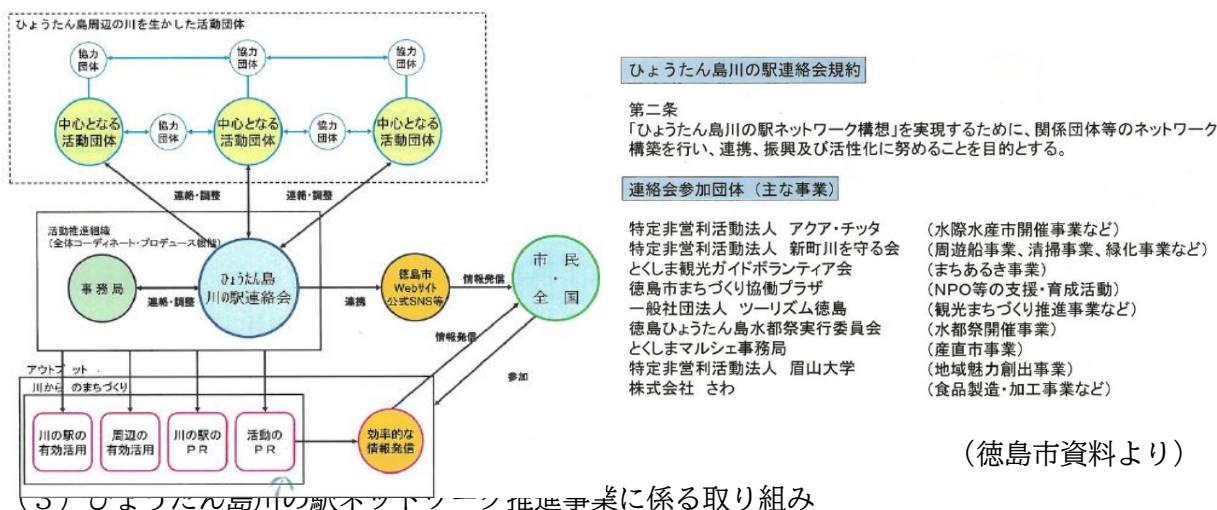 ひょうたん島周辺の川を生かした活動団体
協力
団体
協力
団体
協力
団体
中心となる
活動団体
協力
団体
中心となる
活動団体
協力
団体
中心となる
活動団体
連絡・調整
連絡・調整
活動推進組織
(全体コーディネート・プロデュース機能)
事務局
連絡・調整
ひょうたん島
川の駅連絡会
連携
徳島市
Webサイト
公式SNS等
情報発信
市民
・
全国
情報発信
参加
アウトプット
川から のまちづくり
川の駅の
有効活用
周辺の
有効活用
川の駅の
PR
活動の
PR
効率的な
情報発信
ひょうたん島川の駅連絡会規約
第二条
「ひょうたん島川の駅ネットワーク構想」を実現するために、関係団体等のネットワーク
構築を行い、連携、振興及び活性化に努めることを目的とする。
連絡会参加団体（主な事業）
特定非営利活動法人 アクア・チッタ （水際水産市開催事業など）
特定非営利活動法人 新町川を守る会 （周遊船事業、清掃事業、緑化事業など）
とくしま観光ガイドボランティア会 （まちあるき事業）
徳島市まちづくり協働プラザ （NPO等の支援・育成活動）
一般社団法人 ツーリズム徳島 （観光まちづくり推進事業など）
徳島ひょうたん島水都祭実行委員会 （水都祭開催事業）
とくしまマルシェ事務局 （産直市事業）
特定非営利活動法人 眉山大学 （地域魅力創出事業）
株式会社 さわ （食品製造・加工事業など）
（徳島市資料より）
（3）ひょうたん島川の駅ネットワーク推進事業に係る取り組み